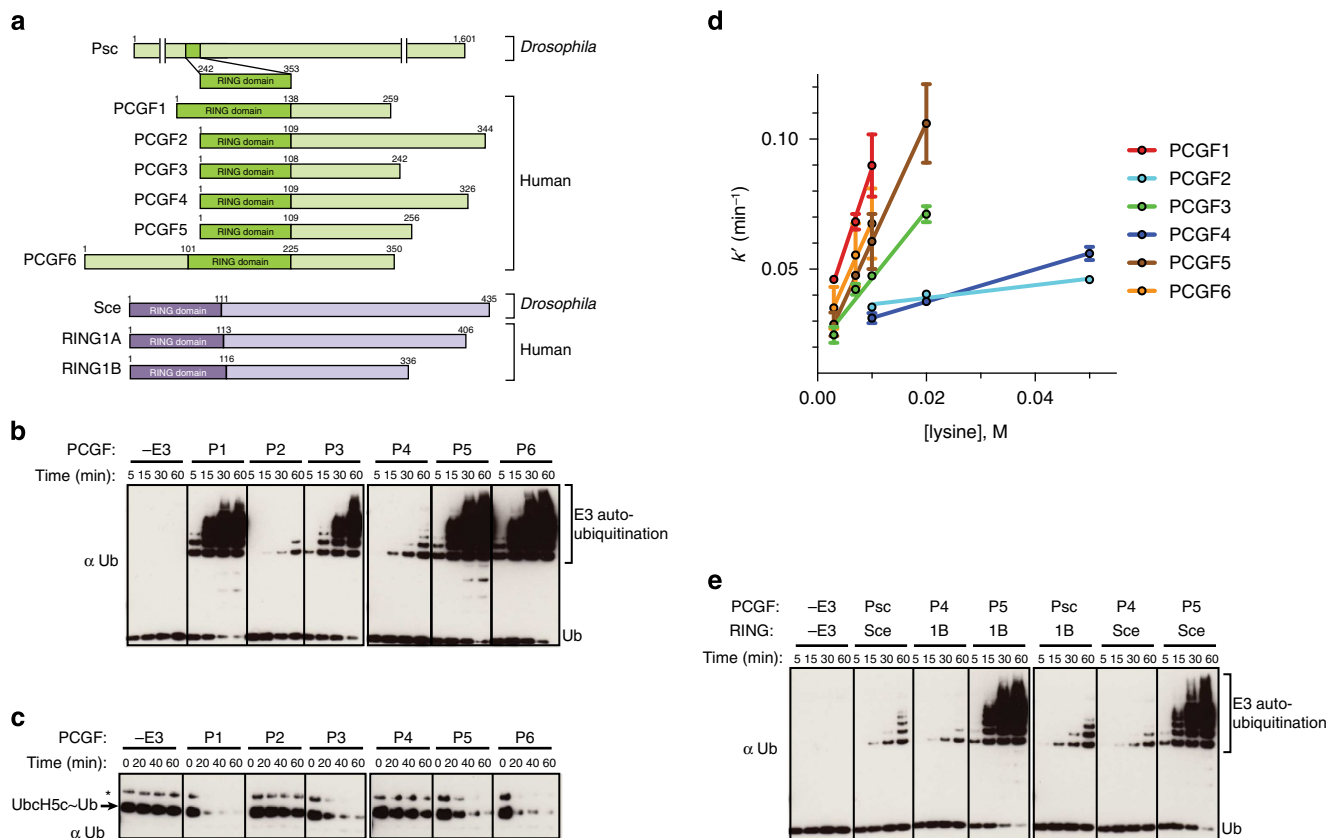 a
Psc 1 1,601 Drosophila
242 353
RING domain
PCGF1 1 RING domain 138 259
PCGF2 1 RING domain 109 344
PCGF3 1 RING domain 108 242
PCGF4 1 RING domain 109 326
PCGF5 1 RING domain 109 256
PCGF6 1 101 RING domain 225 350
Human
Sce 1 RING domain 111 435 Drosophila
RING1A 1 RING domain 113 406
RING1B 1 RING domain 116 336
Human
b
PCGF: –E3 P1 P2 P3 P4 P5 P6
Time (min): 5 15 30 60 5 15 30 60 5 15 30 60 5 15 30 60 5 15 30 60 5 15 30 60 5 15 30 60
E3 auto-
ubiquitination
α Ub
Ub
c
PCGF: –E3 P1 P2 P3 P4 P5 P6
Time (min): 0 20 40 60 0 20 40 60 0 20 40 60 0 20 40 60 0 20 40 60 0 20 40 60 0 20 40 60
*
UbcH5c~Ub
α Ub
d
k′ (min⁻¹)
0.10
0.05
0.00 0.02 0.04
[lysine], M
PCGF1
PCGF2
PCGF3
PCGF4
PCGF5
PCGF6
e
PCGF: –E3 Psc P4 P5 Psc P4 P5
RING: –E3 Sce 1B 1B 1B Sce Sce
Time (min): 5 15 30 60 5 15 30 60 5 15 30 60 5 15 30 60 5 15 30 60 5 15 30 60 5 15 30 60
E3 auto-
ubiquitination
α Ub
Ub